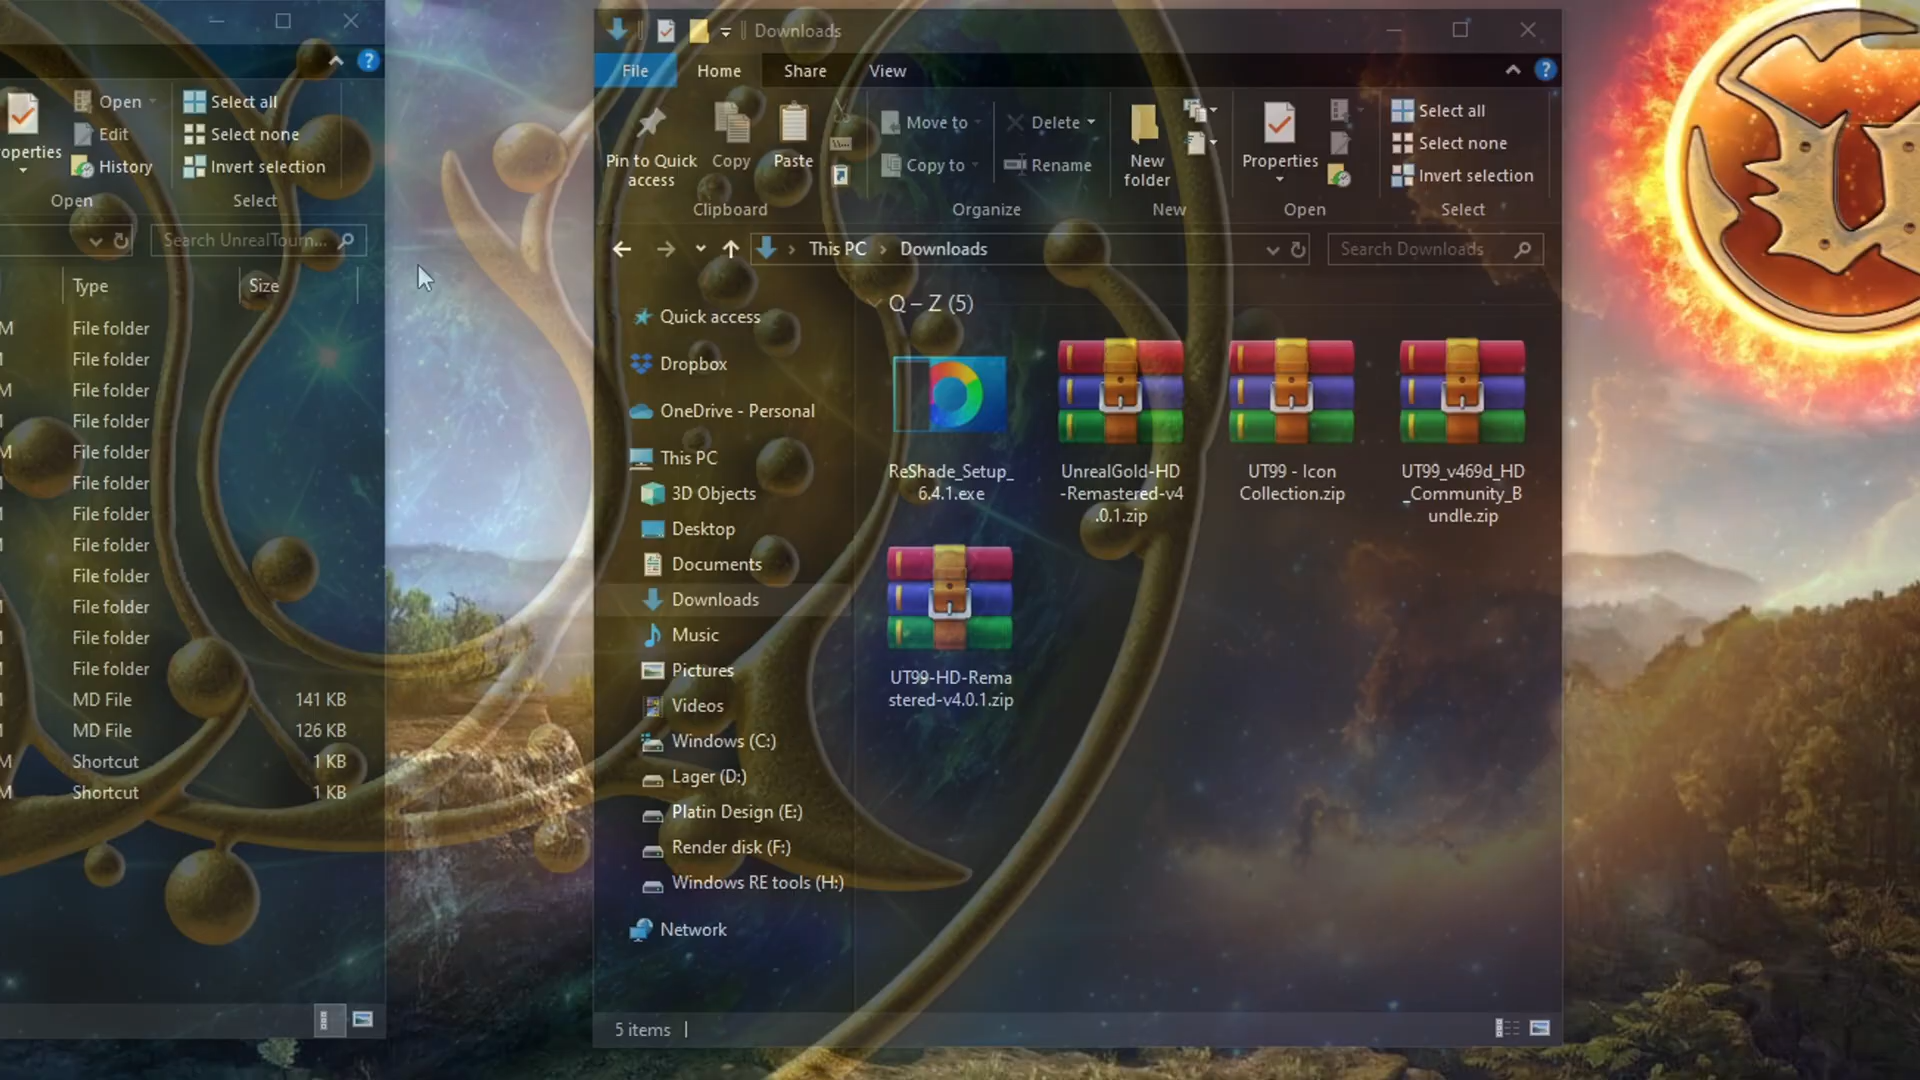 Open
Select all
Edit
Select none
operties
History
Invert selection
Open
Select
Search UnrealTourn...
Type
Size
M File folder
File folder
M File folder
File folder
M File folder
File folder
File folder
File folder
File folder
File folder
File folder
File folder
MD File 141 KB
MD File 126 KB
M Shortcut 1 KB
M Shortcut 1 KB
Downloads
File
Home
Share
View
Pin to Quick
access
Copy
Paste
Clipboard
Move to
Copy to
Delete
Rename
Organize
New
folder
New
Properties
Open
Select all
Select none
Invert selection
Select
This PC
Downloads
Search Downloads
Quick access
Dropbox
OneDrive - Personal
This PC
3D Objects
Desktop
Documents
Downloads
Music
Pictures
Videos
Windows (C:)
Lager (D:)
Platin Design (E:)
Render disk (F:)
Windows RE tools (H:)
Network
Q – Z (5)
ReShade_Setup_
6.4.1.exe
UnrealGold-HD
-Remastered-v4
.0.1.zip
UT99 - Icon
Collection.zip
UT99_v469d_HD
_Community_B
undle.zip
UT99-HD-Rema
stered-v4.0.1.zip
5 items